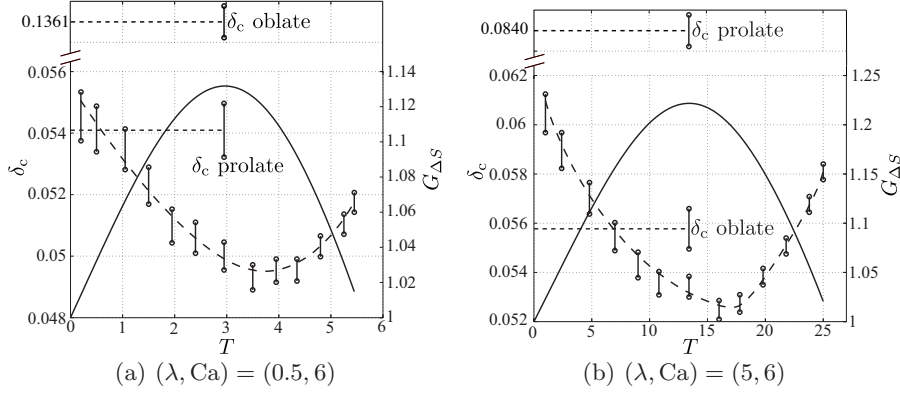 0.1361
δc oblate
0.056
0.054
0.052
0.05
0.048
δc
δc prolate
1.14
1.12
1.1
1.08
1.06
1.04
1.02
1
GΔS
0 1 2 3 4 5 6
T
(a) (λ, Ca) = (0.5, 6)
0.0840
δc prolate
0.062
0.06
0.058
0.056
0.054
0.052
δc
δc oblate
1.25
1.2
1.15
1.1
1.05
1
GΔS
0 5 10 15 20 25
T
(b) (λ, Ca) = (5, 6)